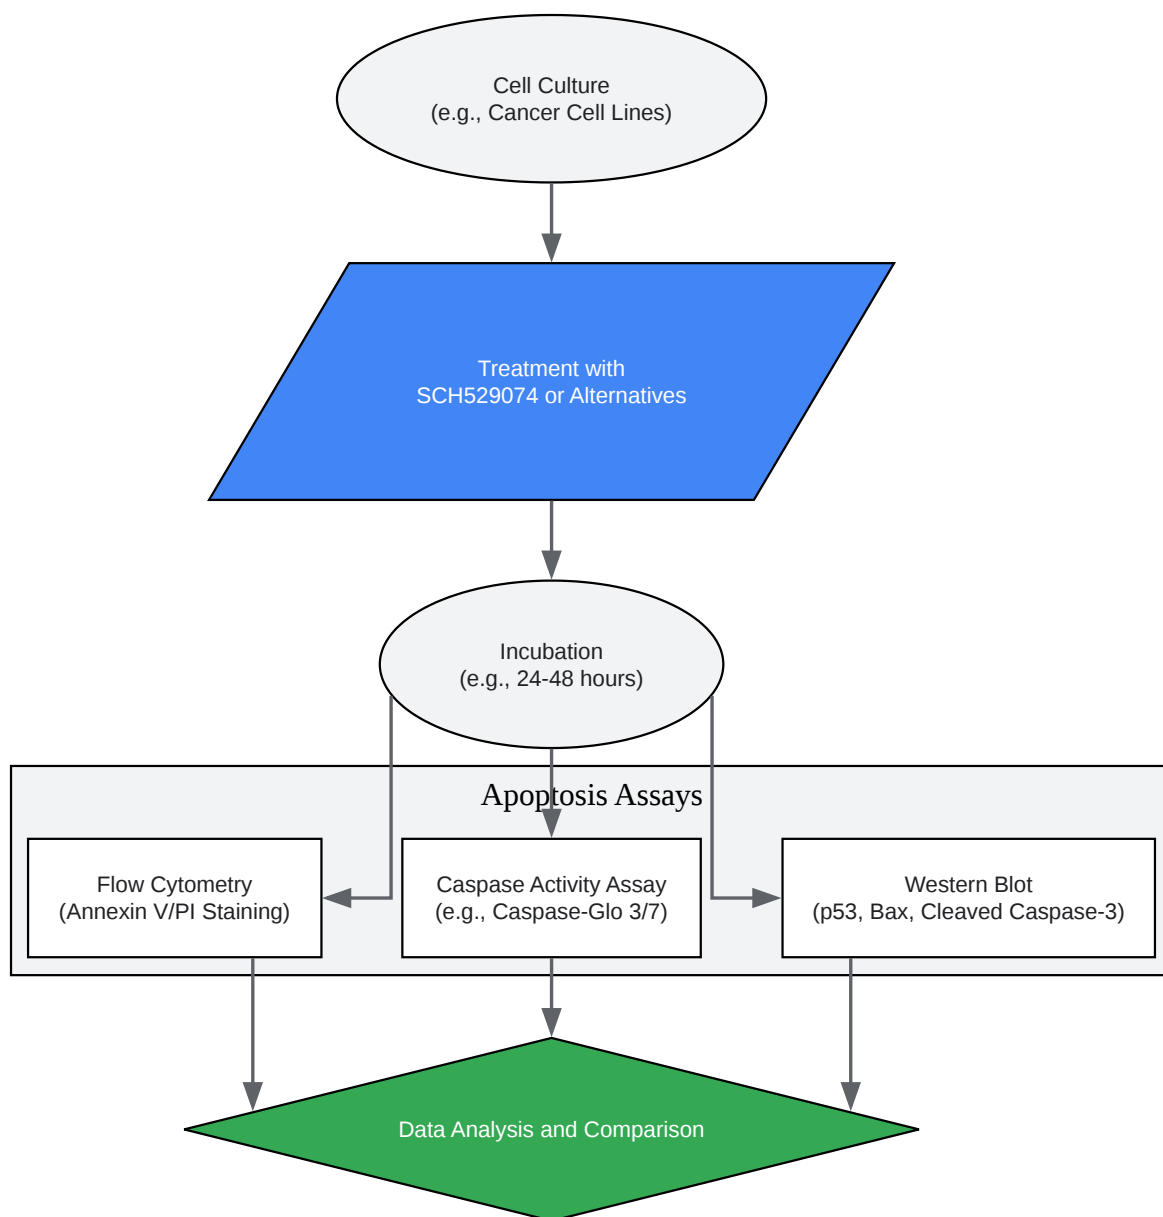 Cell Culture
(e.g., Cancer Cell Lines)
Treatment with
SCH529074 or Alternatives
Incubation
(e.g., 24-48 hours)
Apoptosis Assays
Flow Cytometry
(Annexin V/PI Staining)
Caspase Activity Assay
(e.g., Caspase-Glo 3/7)
Western Blot
(p53, Bax, Cleaved Caspase-3)
Data Analysis and Comparison